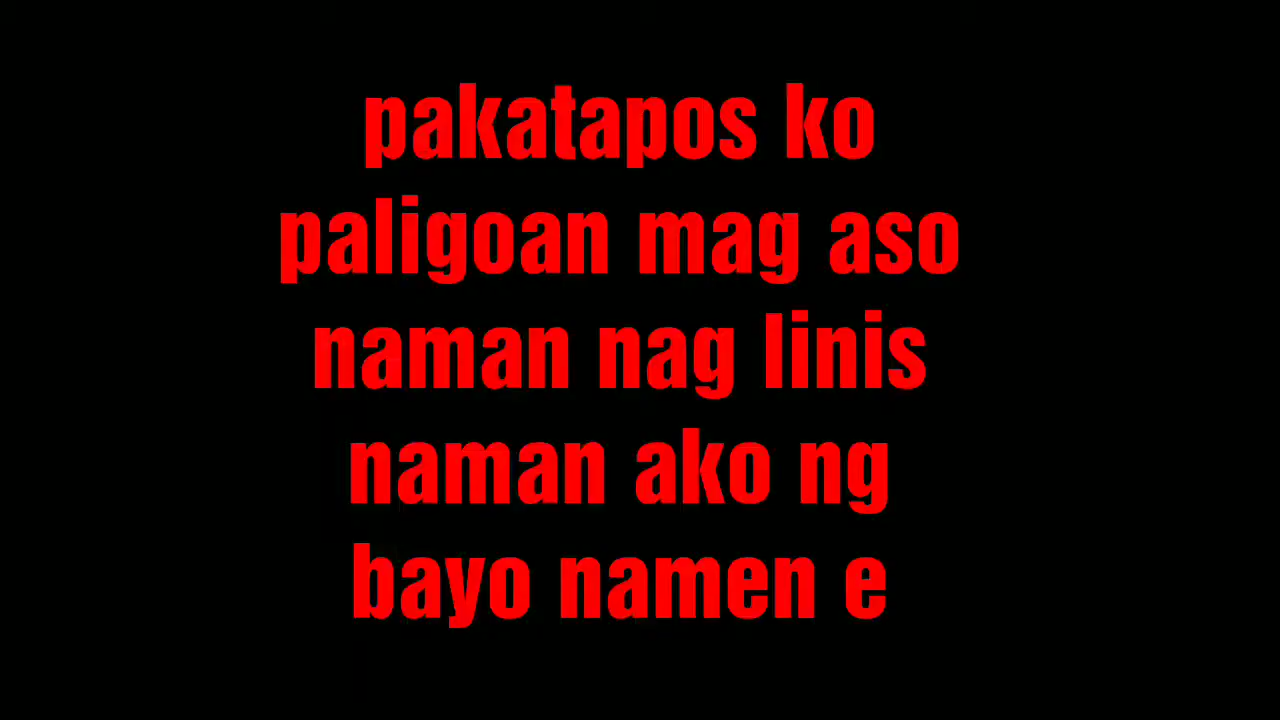 pakatapos ko
paligoan mag aso
naman nag linis
naman ako ng
bayo namen e